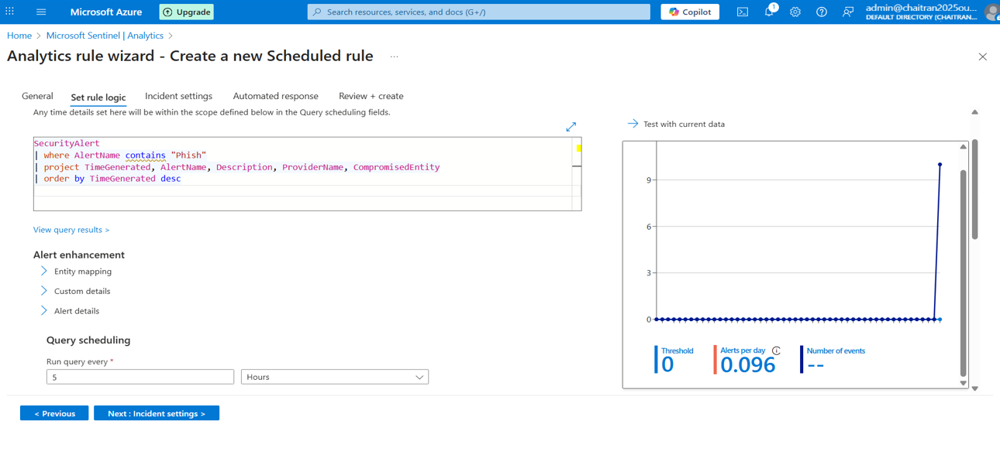 Microsoft Azure
Upgrade
Search resources, services, and docs (G+/)
Copilot
1
admin@chaitran2025ou...
DEFAULT DIRECTORY (CHAITRAN...
Home > Microsoft Sentinel | Analytics >
Analytics rule wizard - Create a new Scheduled rule ...
General
Set rule logic
Incident settings
Automated response
Review + create
Any time details set here will be within the scope defined below in the Query scheduling fields.
SecurityAlert
| where AlertName contains "Phish"
| project TimeGenerated, AlertName, Description, ProviderName, CompromisedEntity
| order by TimeGenerated desc
View query results >
Alert enhancement
Entity mapping
Custom details
Alert details
Query scheduling
Run query every *
5
Hours
< Previous
Next : Incident settings >
Test with current data
9
6
3
0
Threshold
0
Alerts per day
0.096
Number of events
--